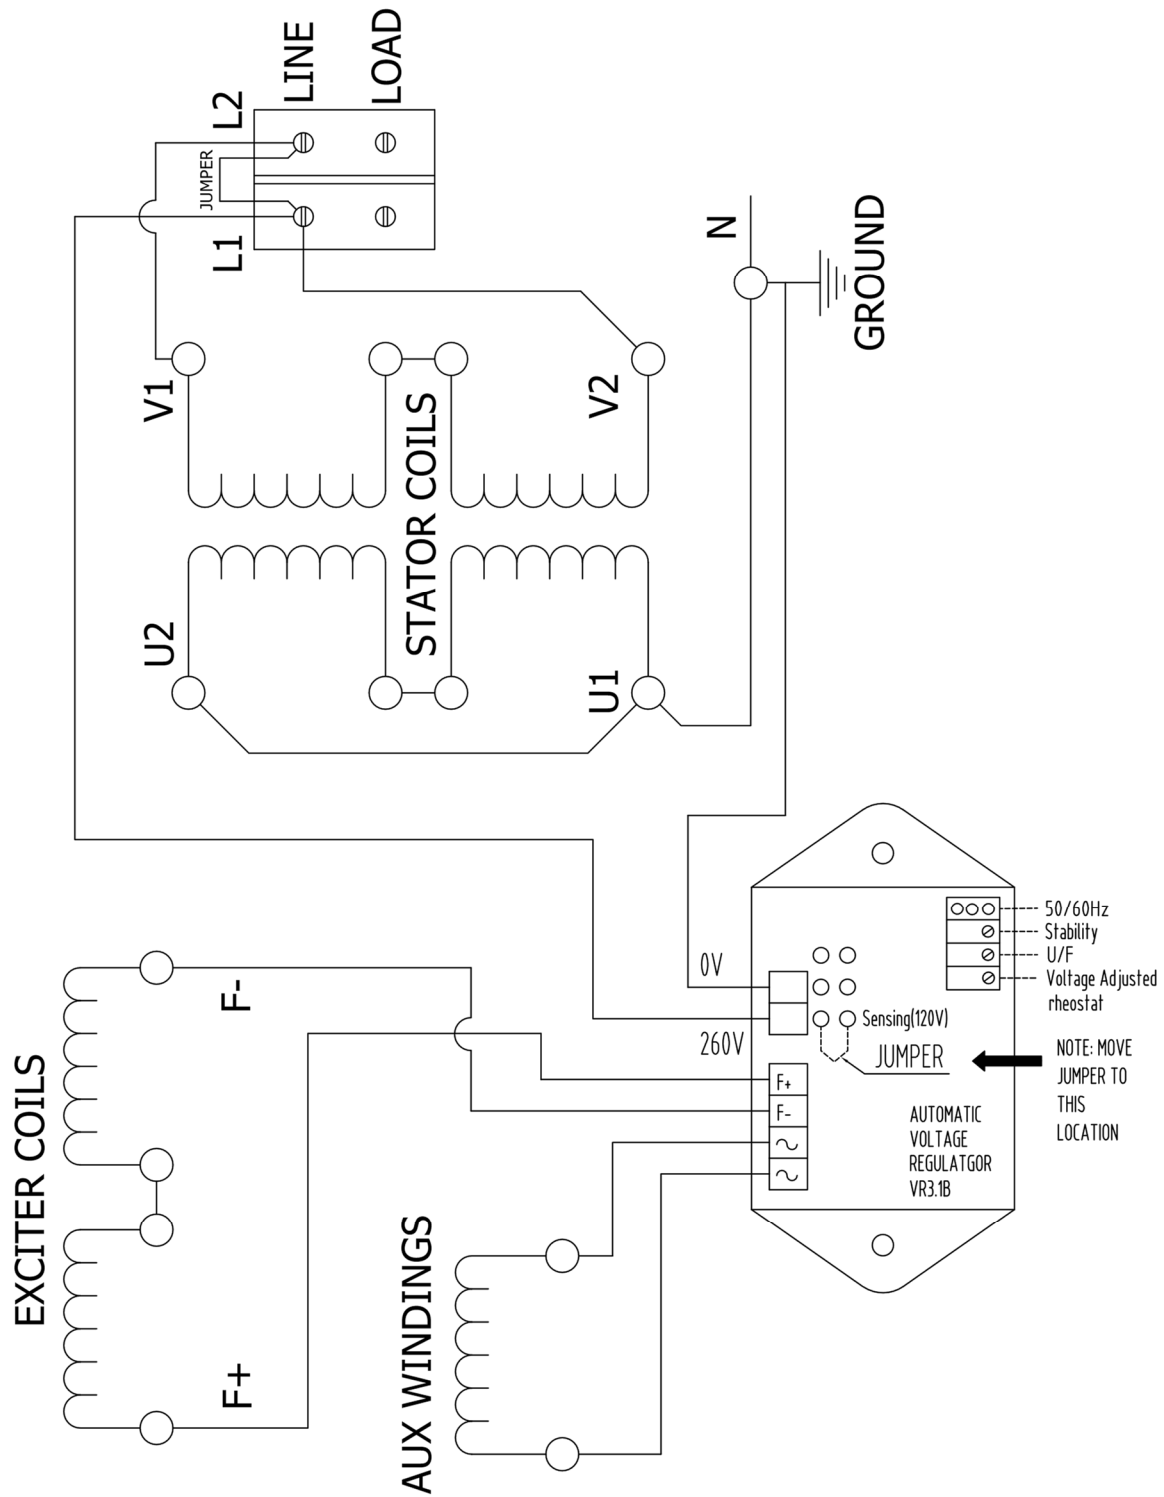 LINE
LOAD
L2
JUMPER
L1
N
GROUND
V1
V2
STATOR COILS
U2
U1
EXCITER COILS
F-
F+
AUX WINDINGS
0V
260V
F+
F-
Sensing(120V)
JUMPER
50/60Hz
Stability
U/F
Voltage Adjusted
rheostat
NOTE: MOVE
JUMPER TO
THIS
LOCATION
AUTOMATIC
VOLTAGE
REGULATGOR
VR3.1B